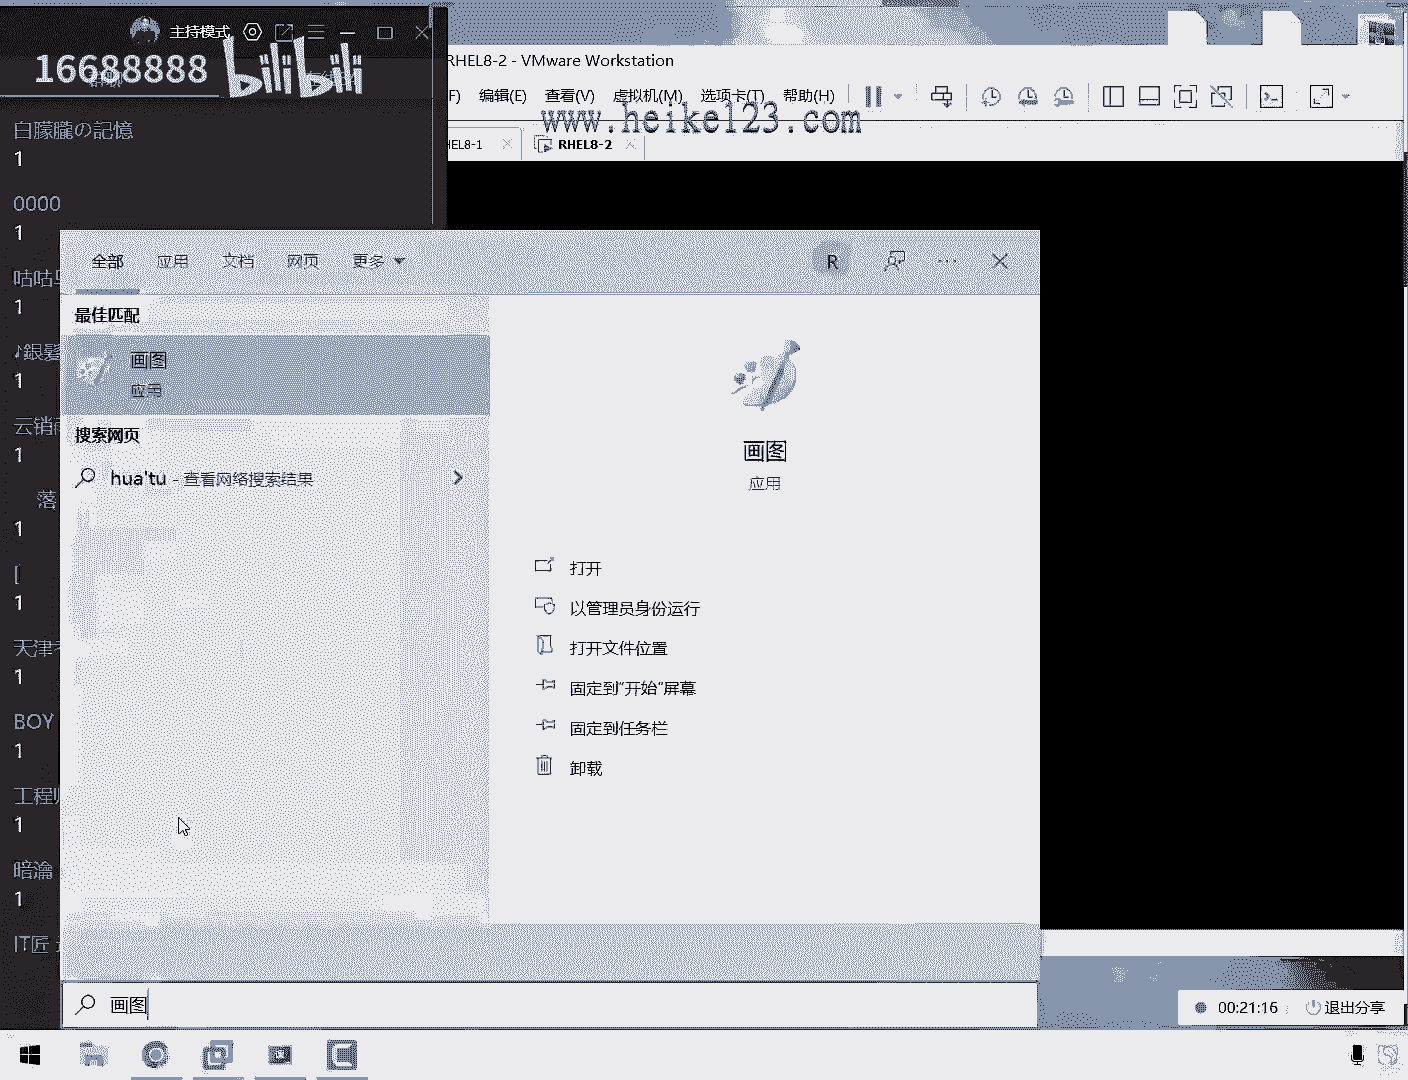 主持模式
16688888
bilibili
RHEL8-2 - VMware Workstation
F) 编辑(E) 查看(V) 虚拟机(M) 选项卡(T) 帮助(H)
www.heike123.com
HEL8-1
RHEL8-2
白朦朧の記憶
1
0000
1
咕咕
1
♪銀髮
1
云销
1
落
1
[
1
天津
1
BOY
1
工程
1
暗瀹
1
IT匠
全部 应用 文档 网页 更多
R
最佳匹配
画图
应用
搜索网页
hua'tu - 查看网络搜索结果
画图
应用
打开
以管理员身份运行
打开文件位置
固定到"开始"屏幕
固定到任务栏
卸载
画图
00:21:16
退出分享